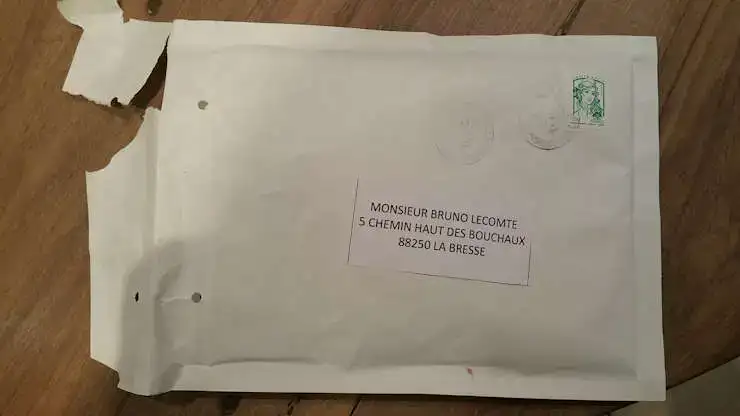 MONSIEUR BRUNO LECOMTE
5 CHEMIN HAUT DES BOUCHAUX
88250 LA BRESSE